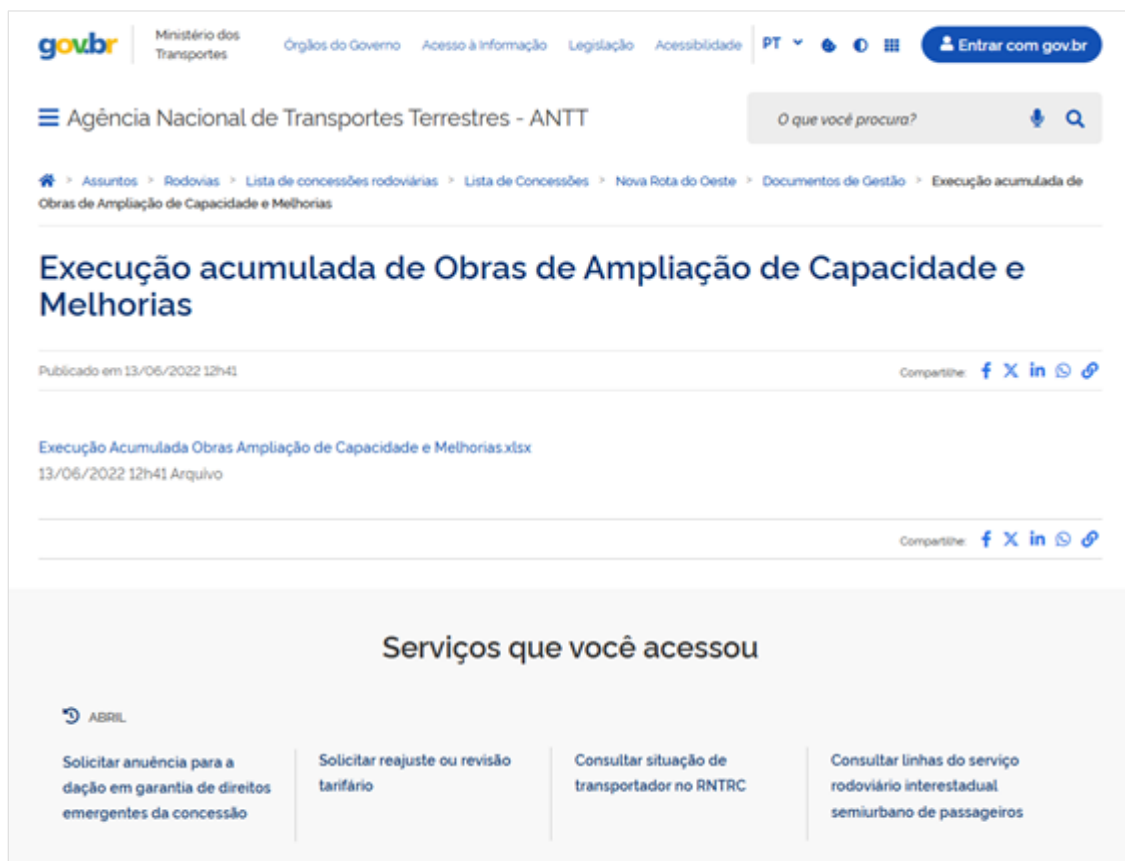 gov.br
Ministério dos
Transportes
Órgãos do Governo Acesso à Informação Legislação Acessibilidade PT Entrar com gov.br
Agência Nacional de Transportes Terrestres - ANTT
O que você procura?
> Assuntos > Rodovias > Lista de concessões rodoviárias > Lista de Concessões > Nova Rota do Oeste > Documentos de Gestão > Execução acumulada de
Obras de Ampliação de Capacidade e Melhorias
Execução acumulada de Obras de Ampliação de Capacidade e
Melhorias
Publicado em 13/06/2022 12h41 Compartilhe:
Execução Acumulada Obras Ampliação de Capacidade e Melhorias.xlsx
13/06/2022 12h41 Arquivo
Compartilhe:
Serviços que você acessou
ABRIL
Solicitar anuência para a
dação em garantia de direitos
emergentes da concessão
Solicitar reajuste ou revisão
tarifário
Consultar situação de
transportador no RNTRC
Consultar linhas do serviço
rodoviário interestadual
semiurbano de passageiros